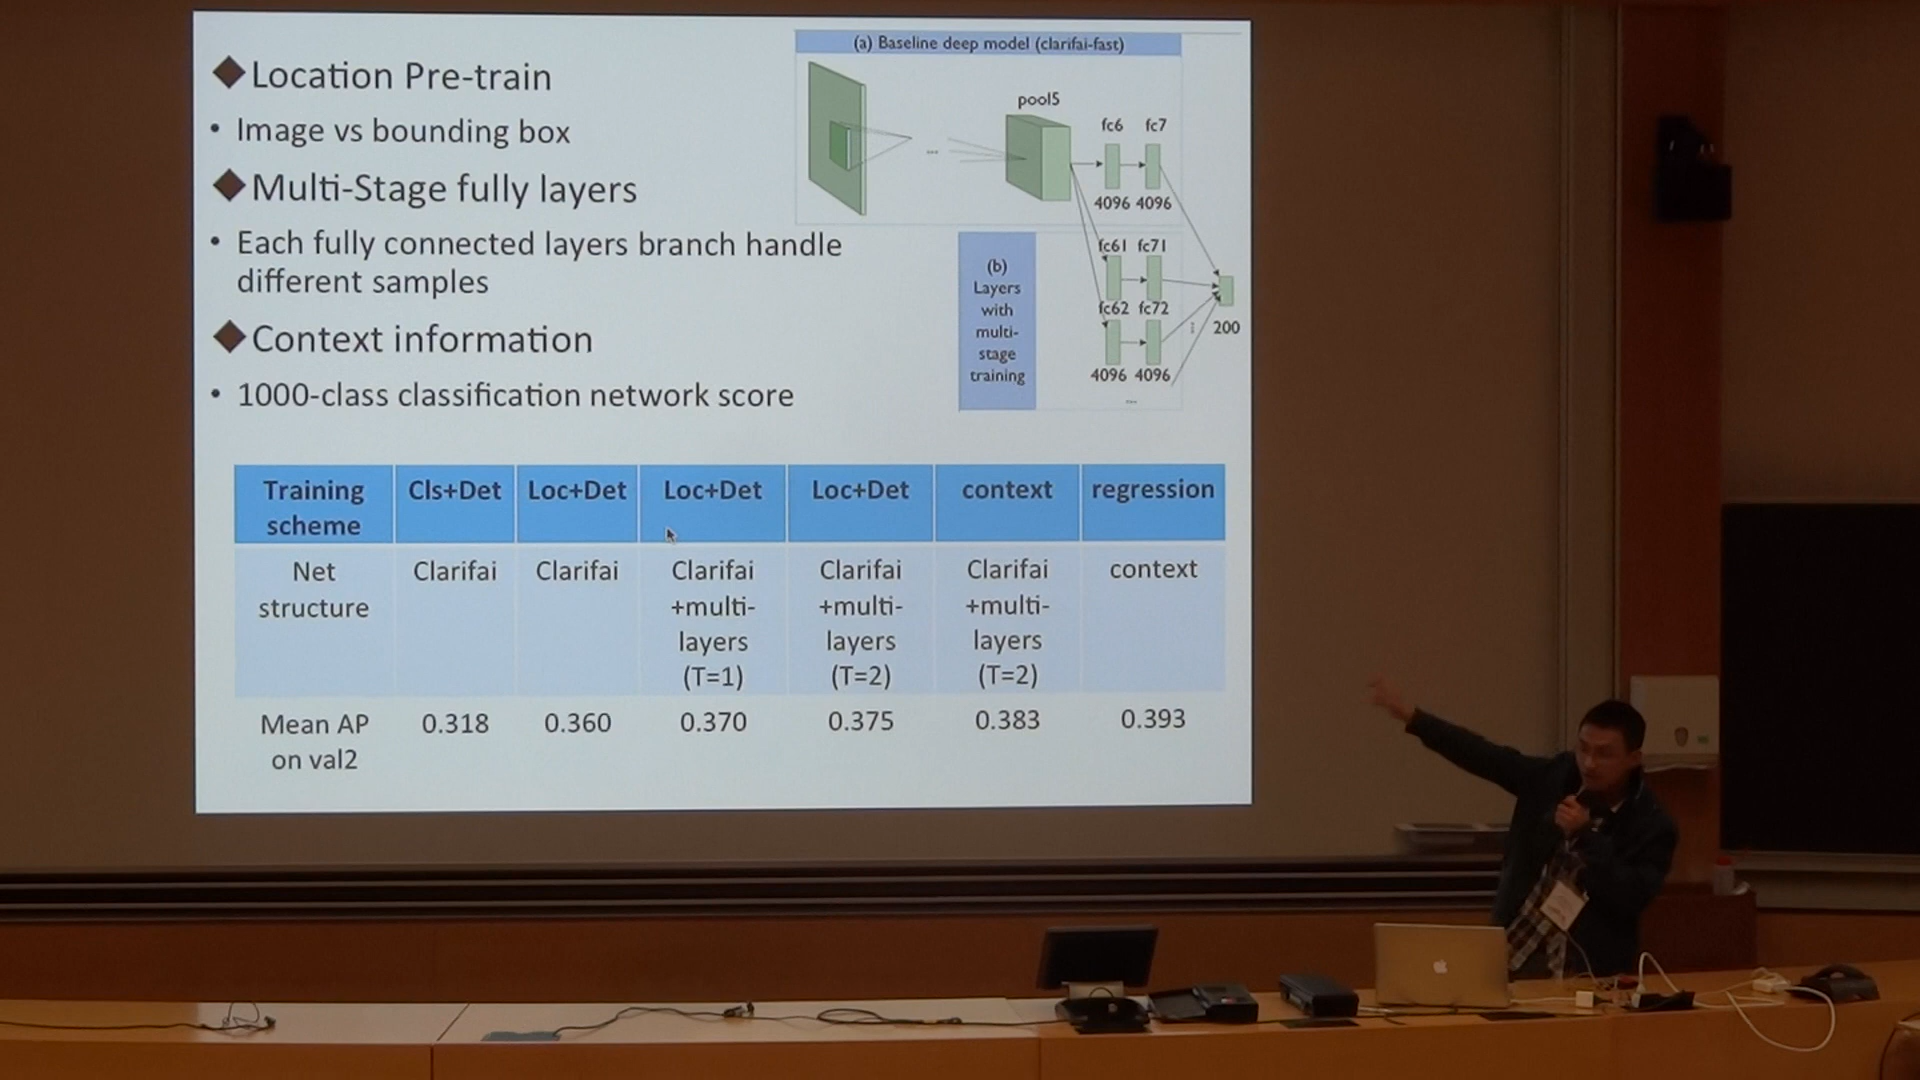 ◆Location Pre-train
• Image vs bounding box
◆Multi-Stage fully layers
• Each fully connected layers branch handle
different samples
◆Context information
• 1000-class classification network score
(a) Baseline deep model (clarifai-fast)
pool5
fc6 fc7
...
4096 4096
fc61 fc71
(b)
Layers
with
multi-
stage
training
fc62 fc72
200
4096 4096
...
Training scheme Cls+Det Loc+Det Loc+Det Loc+Det context regression
Net structure Clarifai Clarifai Clarifai +multi-layers (T=1) Clarifai +multi-layers (T=2) Clarifai +multi-layers (T=2) context
Mean AP on val2 0.318 0.360 0.370 0.375 0.383 0.393